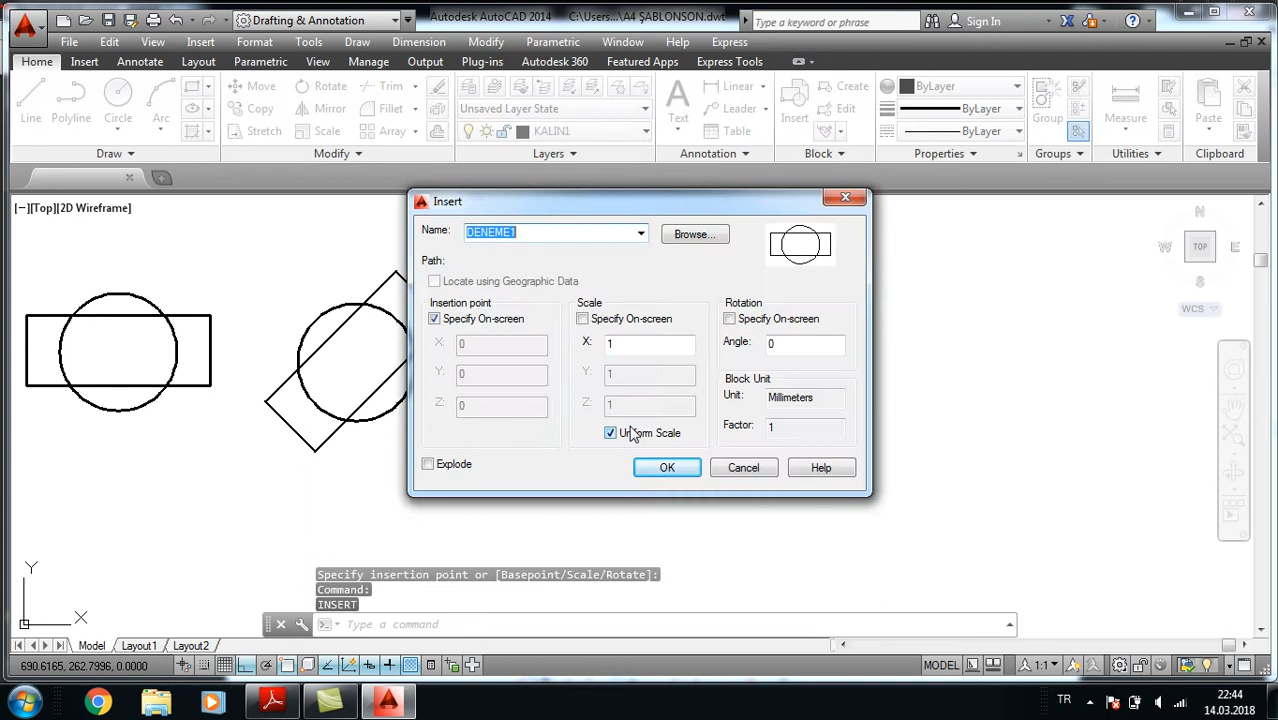 Drafting & Annotation
Autodesk AutoCAD 2014 C:\Users...\A4 ŞABLONSON.dwt
Type a keyword or phrase
Sign In
File Edit View Insert Format Tools Draw Dimension Modify Parametric Window Help Express
Home Insert Annotate Layout Parametric View Manage Output Plug-ins Autodesk 360 Featured Apps Express Tools
Line Polyline Circle Arc
Move Rotate Trim
Copy Mirror Fillet
Stretch Scale Array
Unsaved Layer State
KALIN1
Text
Linear
Leader
Table
Insert
Create
Edit
ByLayer
ByLayer
ByLayer
Group
Measure
Paste
Draw Modify Layers Annotation Block Properties Groups Utilities Clipboard
[−][Top][2D Wireframe]
Insert
Name: DENEME1 Browse...
Path:
Locate using Geographic Data
Insertion point Scale Rotation
Specify On-screen Specify On-screen Specify On-screen
X: 0 X: 1 Angle: 0
Y: 0 Y: 1
Z: 0 Z: 1
Block Unit
Unit: Millimeters
Factor: 1
Uniform Scale
Explode OK Cancel Help
N
W TOP E
S
WCS
Specify insertion point or [Basepoint/Scale/Rotate]:
Command:
INSERT
Type a command
Y
X
Model Layout1 Layout2
690.6165, 262.7996, 0.0000
MODEL
1:1
TR
22:44
14.03.2018